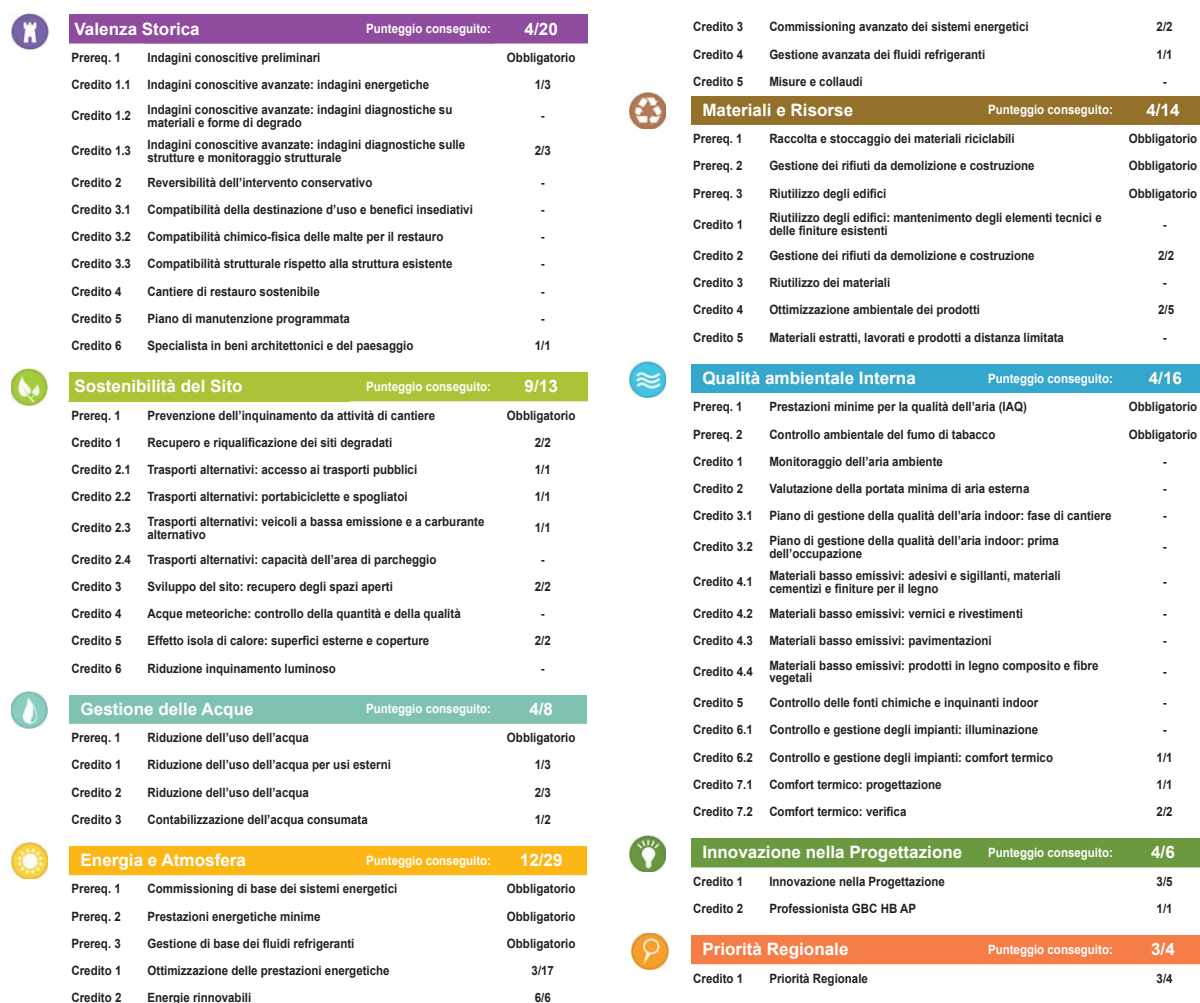 Valenza Storica Punteggio conseguito: 4/20
Prereq. 1 Indagini conoscitive preliminari Obbligatorio
Credito 1.1 Indagini conoscitive avanzate: indagini energetiche 1/3
Credito 1.2 Indagini conoscitive avanzate: indagini diagnostiche su
materiali e forme di degrado -
Credito 1.3 Indagini conoscitive avanzate: indagini diagnostiche sulle
strutture e monitoraggio strutturale 2/3
Credito 2 Reversibilità dell'intervento conservativo -
Credito 3.1 Compatibilità della destinazione d'uso e benefici insediativi -
Credito 3.2 Compatibilità chimico-fisica delle malte per il restauro -
Credito 3.3 Compatibilità strutturale rispetto alla struttura esistente -
Credito 4 Cantiere di restauro sostenibile -
Credito 5 Piano di manutenzione programmata -
Credito 6 Specialista in beni architettonici e del paesaggio 1/1
Sostenibilità del Sito Punteggio conseguito: 9/13
Prereq. 1 Prevenzione dell'inquinamento da attività di cantiere Obbligatorio
Credito 1 Recupero e riqualificazione dei siti degradati 2/2
Credito 2.1 Trasporti alternativi: accesso ai trasporti pubblici 1/1
Credito 2.2 Trasporti alternativi: portabiciclette e spogliatoi 1/1
Credito 2.3 Trasporti alternativi: veicoli a bassa emissione e a carburante
alternativo 1/1
Credito 2.4 Trasporti alternativi: capacità dell'area di parcheggio -
Credito 3 Sviluppo del sito: recupero degli spazi aperti 2/2
Credito 4 Acque meteoriche: controllo della quantità e della qualità -
Credito 5 Effetto isola di calore: superfici esterne e coperture 2/2
Credito 6 Riduzione inquinamento luminoso -
Gestione delle Acque Punteggio conseguito: 4/8
Prereq. 1 Riduzione dell'uso dell'acqua Obbligatorio
Credito 1 Riduzione dell'uso dell'acqua per usi esterni 1/3
Credito 2 Riduzione dell'uso dell'acqua 2/3
Credito 3 Contabilizzazione dell'acqua consumata 1/2
Energia e Atmosfera Punteggio conseguito: 12/29
Prereq. 1 Commissioning di base dei sistemi energetici Obbligatorio
Prereq. 2 Prestazioni energetiche minime Obbligatorio
Prereq. 3 Gestione di base dei fluidi refrigeranti Obbligatorio
Credito 1 Ottimizzazione delle prestazioni energetiche 3/17
Credito 2 Energie rinnovabili 6/6
Credito 3 Commissioning avanzato dei sistemi energetici 2/2
Credito 4 Gestione avanzata dei fluidi refrigeranti 1/1
Credito 5 Misure e collaudi -
Materiali e Risorse Punteggio conseguito: 4/14
Prereq. 1 Raccolta e stoccaggio dei materiali riciclabili Obbligatorio
Prereq. 2 Gestione dei rifiuti da demolizione e costruzione Obbligatorio
Prereq. 3 Riutilizzo degli edifici Obbligatorio
Credito 1 Riutilizzo degli edifici: mantenimento degli elementi tecnici e
delle finiture esistenti -
Credito 2 Gestione dei rifiuti da demolizione e costruzione 2/2
Credito 3 Riutilizzo dei materiali -
Credito 4 Ottimizzazione ambientale dei prodotti 2/5
Credito 5 Materiali estratti, lavorati e prodotti a distanza limitata -
Qualità ambientale Interna Punteggio conseguito: 4/16
Prereq. 1 Prestazioni minime per la qualità dell'aria (IAQ) Obbligatorio
Prereq. 2 Controllo ambientale del fumo di tabacco Obbligatorio
Credito 1 Monitoraggio dell'aria ambiente -
Credito 2 Valutazione della portata minima di aria esterna -
Credito 3.1 Piano di gestione della qualità dell'aria indoor: fase di cantiere -
Credito 3.2 Piano di gestione della qualità dell'aria indoor: prima
dell'occupazione -
Credito 4.1 Materiali basso emissivi: adesivi e sigillanti, materiali
cementizi e finiture per il legno -
Credito 4.2 Materiali basso emissivi: vernici e rivestimenti -
Credito 4.3 Materiali basso emissivi: pavimentazioni -
Credito 4.4 Materiali basso emissivi: prodotti in legno composito e fibre
vegetali -
Credito 5 Controllo delle fonti chimiche e inquinanti indoor -
Credito 6.1 Controllo e gestione degli impianti: illuminazione -
Credito 6.2 Controllo e gestione degli impianti: comfort termico 1/1
Credito 7.1 Comfort termico: progettazione 1/1
Credito 7.2 Comfort termico: verifica 2/2
Innovazione nella Progettazione Punteggio conseguito: 4/6
Credito 1 Innovazione nella Progettazione 3/5
Credito 2 Professionista GBC HB AP 1/1
Priorità Regionale Punteggio conseguito: 3/4
Credito 1 Priorità Regionale 3/4